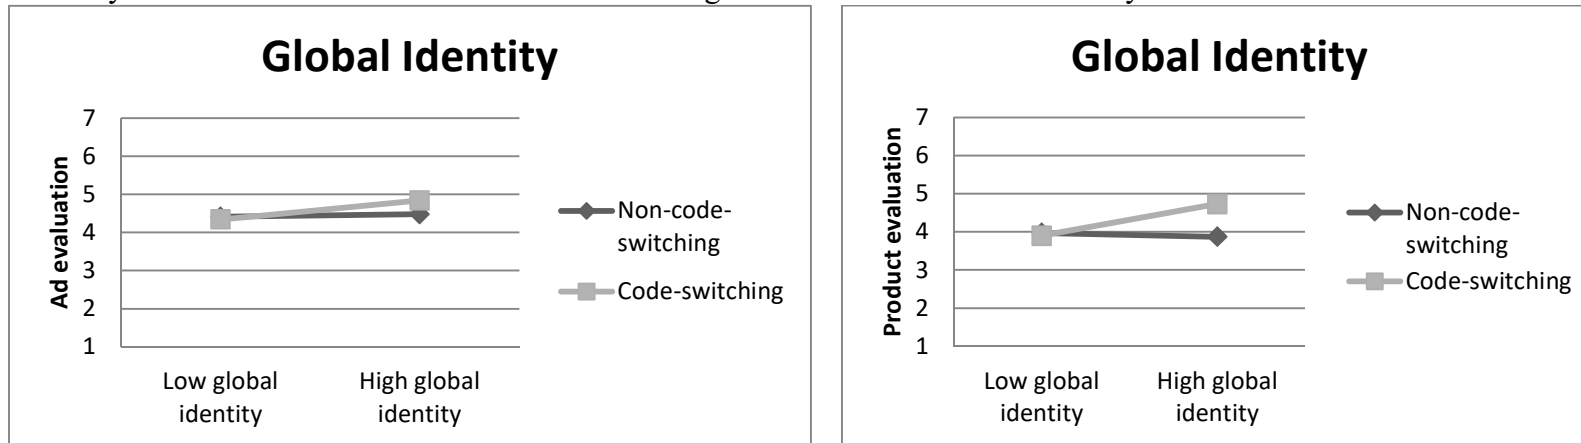 Global Identity
7
6
5
4
3
2
1
Ad evaluation
Low global
identity
High global
identity
Non-code-
switching
Code-switching
Global Identity
7
6
5
4
3
2
1
Product evaluation
Low global
identity
High global
identity
Non-code-
switching
Code-switching